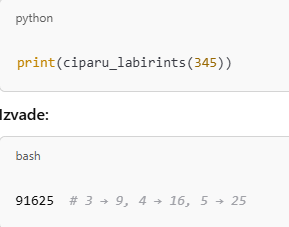 python
print(ciparu_labirints(345))
Izvade:
bash
91625 # 3 → 9, 4 → 16, 5 → 25